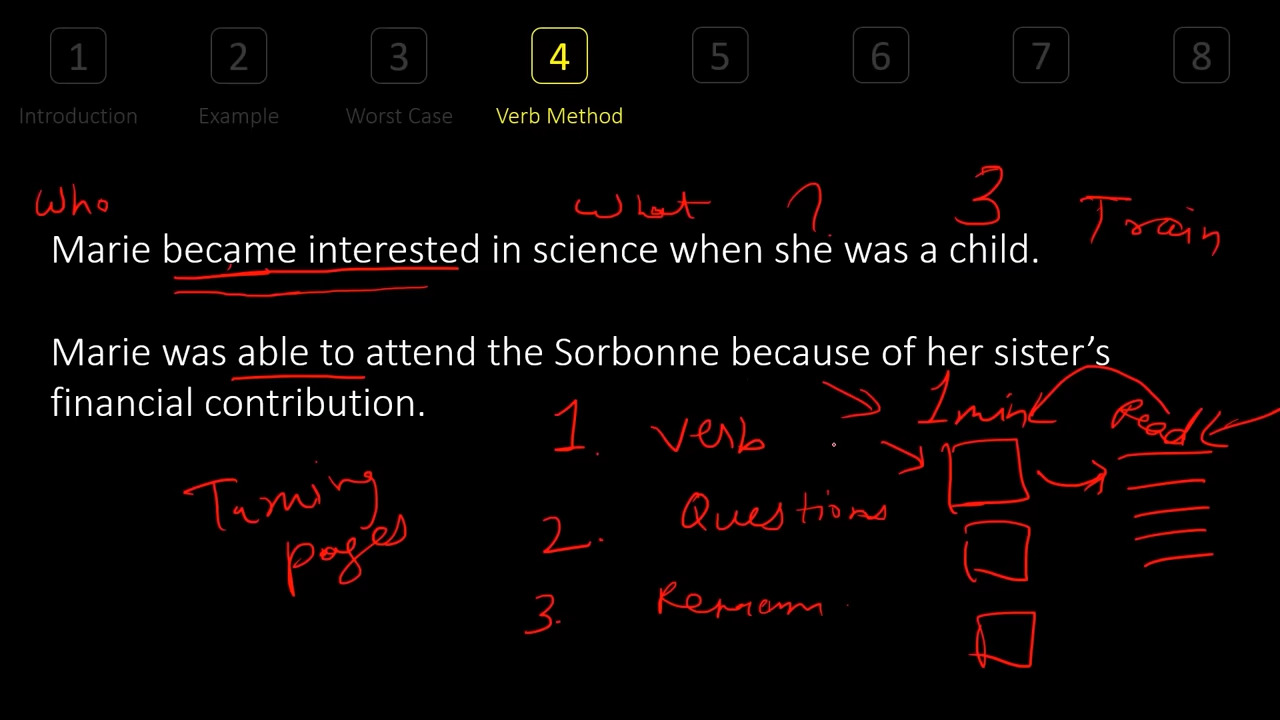 1 2 3 4 5 6 7 8
Introduction Example Worst Case Verb Method
Who What ? 3 Train
Marie became interested in science when she was a child.
Marie was able to attend the Sorbonne because of her sister's
financial contribution.
1 min Read
1. Verb
Questions
2.
Turning
pages
3.